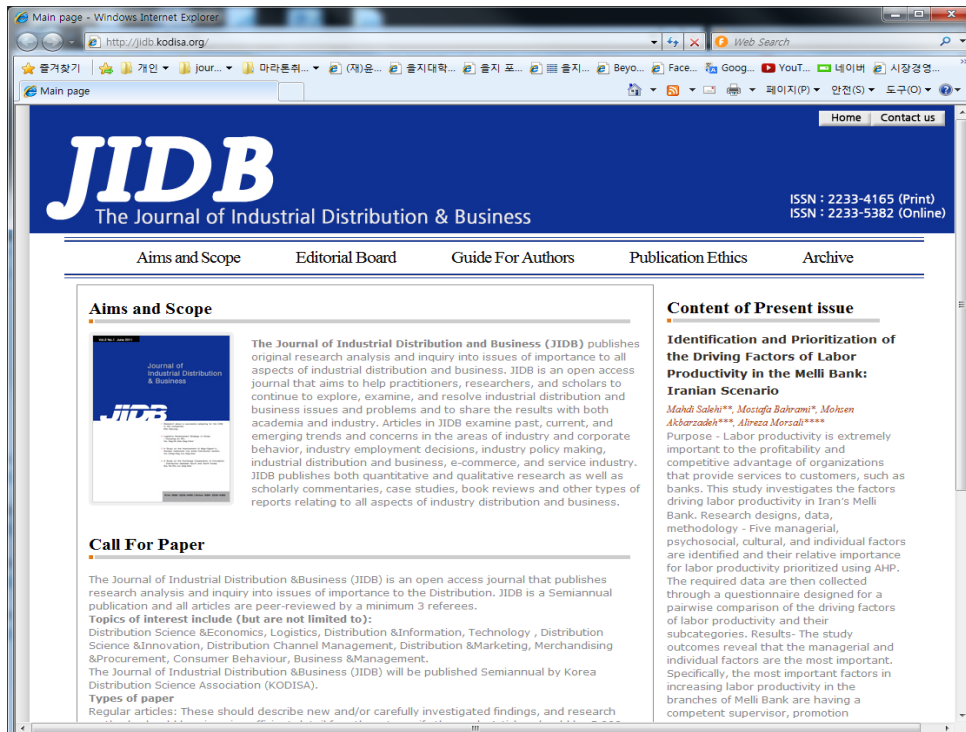 Main page - Windows Internet Explorer
http://jidb.kodisa.org/
Web Search
즐겨찾기 개인 jour... 마라톤취... (재)윤... 을지대학... 을지 포... 을지... Beyo... Face... Goog... YouT... 네이버 시장경영...
Main page
페이지(P) 안전(S) 도구(O)
Home Contact us
JIDB
The Journal of Industrial Distribution & Business
ISSN : 2233-4165 (Print)
ISSN : 2233-5382 (Online)
Aims and Scope Editorial Board Guide For Authors Publication Ethics Archive
Aims and Scope
Journal of
Industrial Distribution
& Business
JIDB
The Journal of Industrial Distribution and Business (JIDB) publishes
original research analysis and inquiry into issues of importance to all
aspects of industrial distribution and business. JIDB is an open access
journal that aims to help practitioners, researchers, and scholars to
continue to explore, examine, and resolve industrial distribution and
business issues and problems and to share the results with both
academia and industry. Articles in JIDB examine past, current, and
emerging trends and concerns in the areas of industry and corporate
behavior, industry employment decisions, industry policy making,
industrial distribution and business, e-commerce, and service industry.
JIDB publishes both quantitative and qualitative research as well as
scholarly commentaries, case studies, book reviews and other types of
reports relating to all aspects of industry distribution and business.
Call For Paper
The Journal of Industrial Distribution &Business (JIDB) is an open access journal that publishes
research analysis and inquiry into issues of importance to the Distribution. JIDB is a Semiannual
publication and all articles are peer-reviewed by a minimum 3 referees.
Topics of interest include (but are not limited to):
Distribution Science &Economics, Logistics, Distribution &Information, Technology , Distribution
Science &Innovation, Distribution Channel Management, Distribution &Marketing, Merchandising
&Procurement, Consumer Behaviour, Business &Management.
The Journal of Industrial Distribution &Business (JIDB) will be published Semiannual by Korea
Distribution Science Association (KODISA).
Types of paper
Regular articles: These should describe new and/or carefully investigated findings, and research
Content of Present issue
Identification and Prioritization of
the Driving Factors of Labor
Productivity in the Melli Bank:
Iranian Scenario
Mahdi Salehi**, Mostafa Bahrami*, Mohsen
Akbarzadeh***, Alireza Morsali****
Purpose - Labor productivity is extremely
important to the profitability and
competitive advantage of organizations
that provide services to customers, such as
banks. This study investigates the factors
driving labor productivity in Iran's Melli
Bank. Research designs, data,
methodology - Five managerial,
psychosocial, cultural, and individual factors
are identified and their relative importance
for labor productivity prioritized using AHP.
The required data are then collected
through a questionnaire designed for a
pairwise comparison of the driving factors
of labor productivity and their
subcategories. Results- The study
outcomes reveal that the managerial and
individual factors are the most important.
Specifically, the most important factors in
increasing labor productivity in the
branches of Melli Bank are having a
competent supervisor, promotion